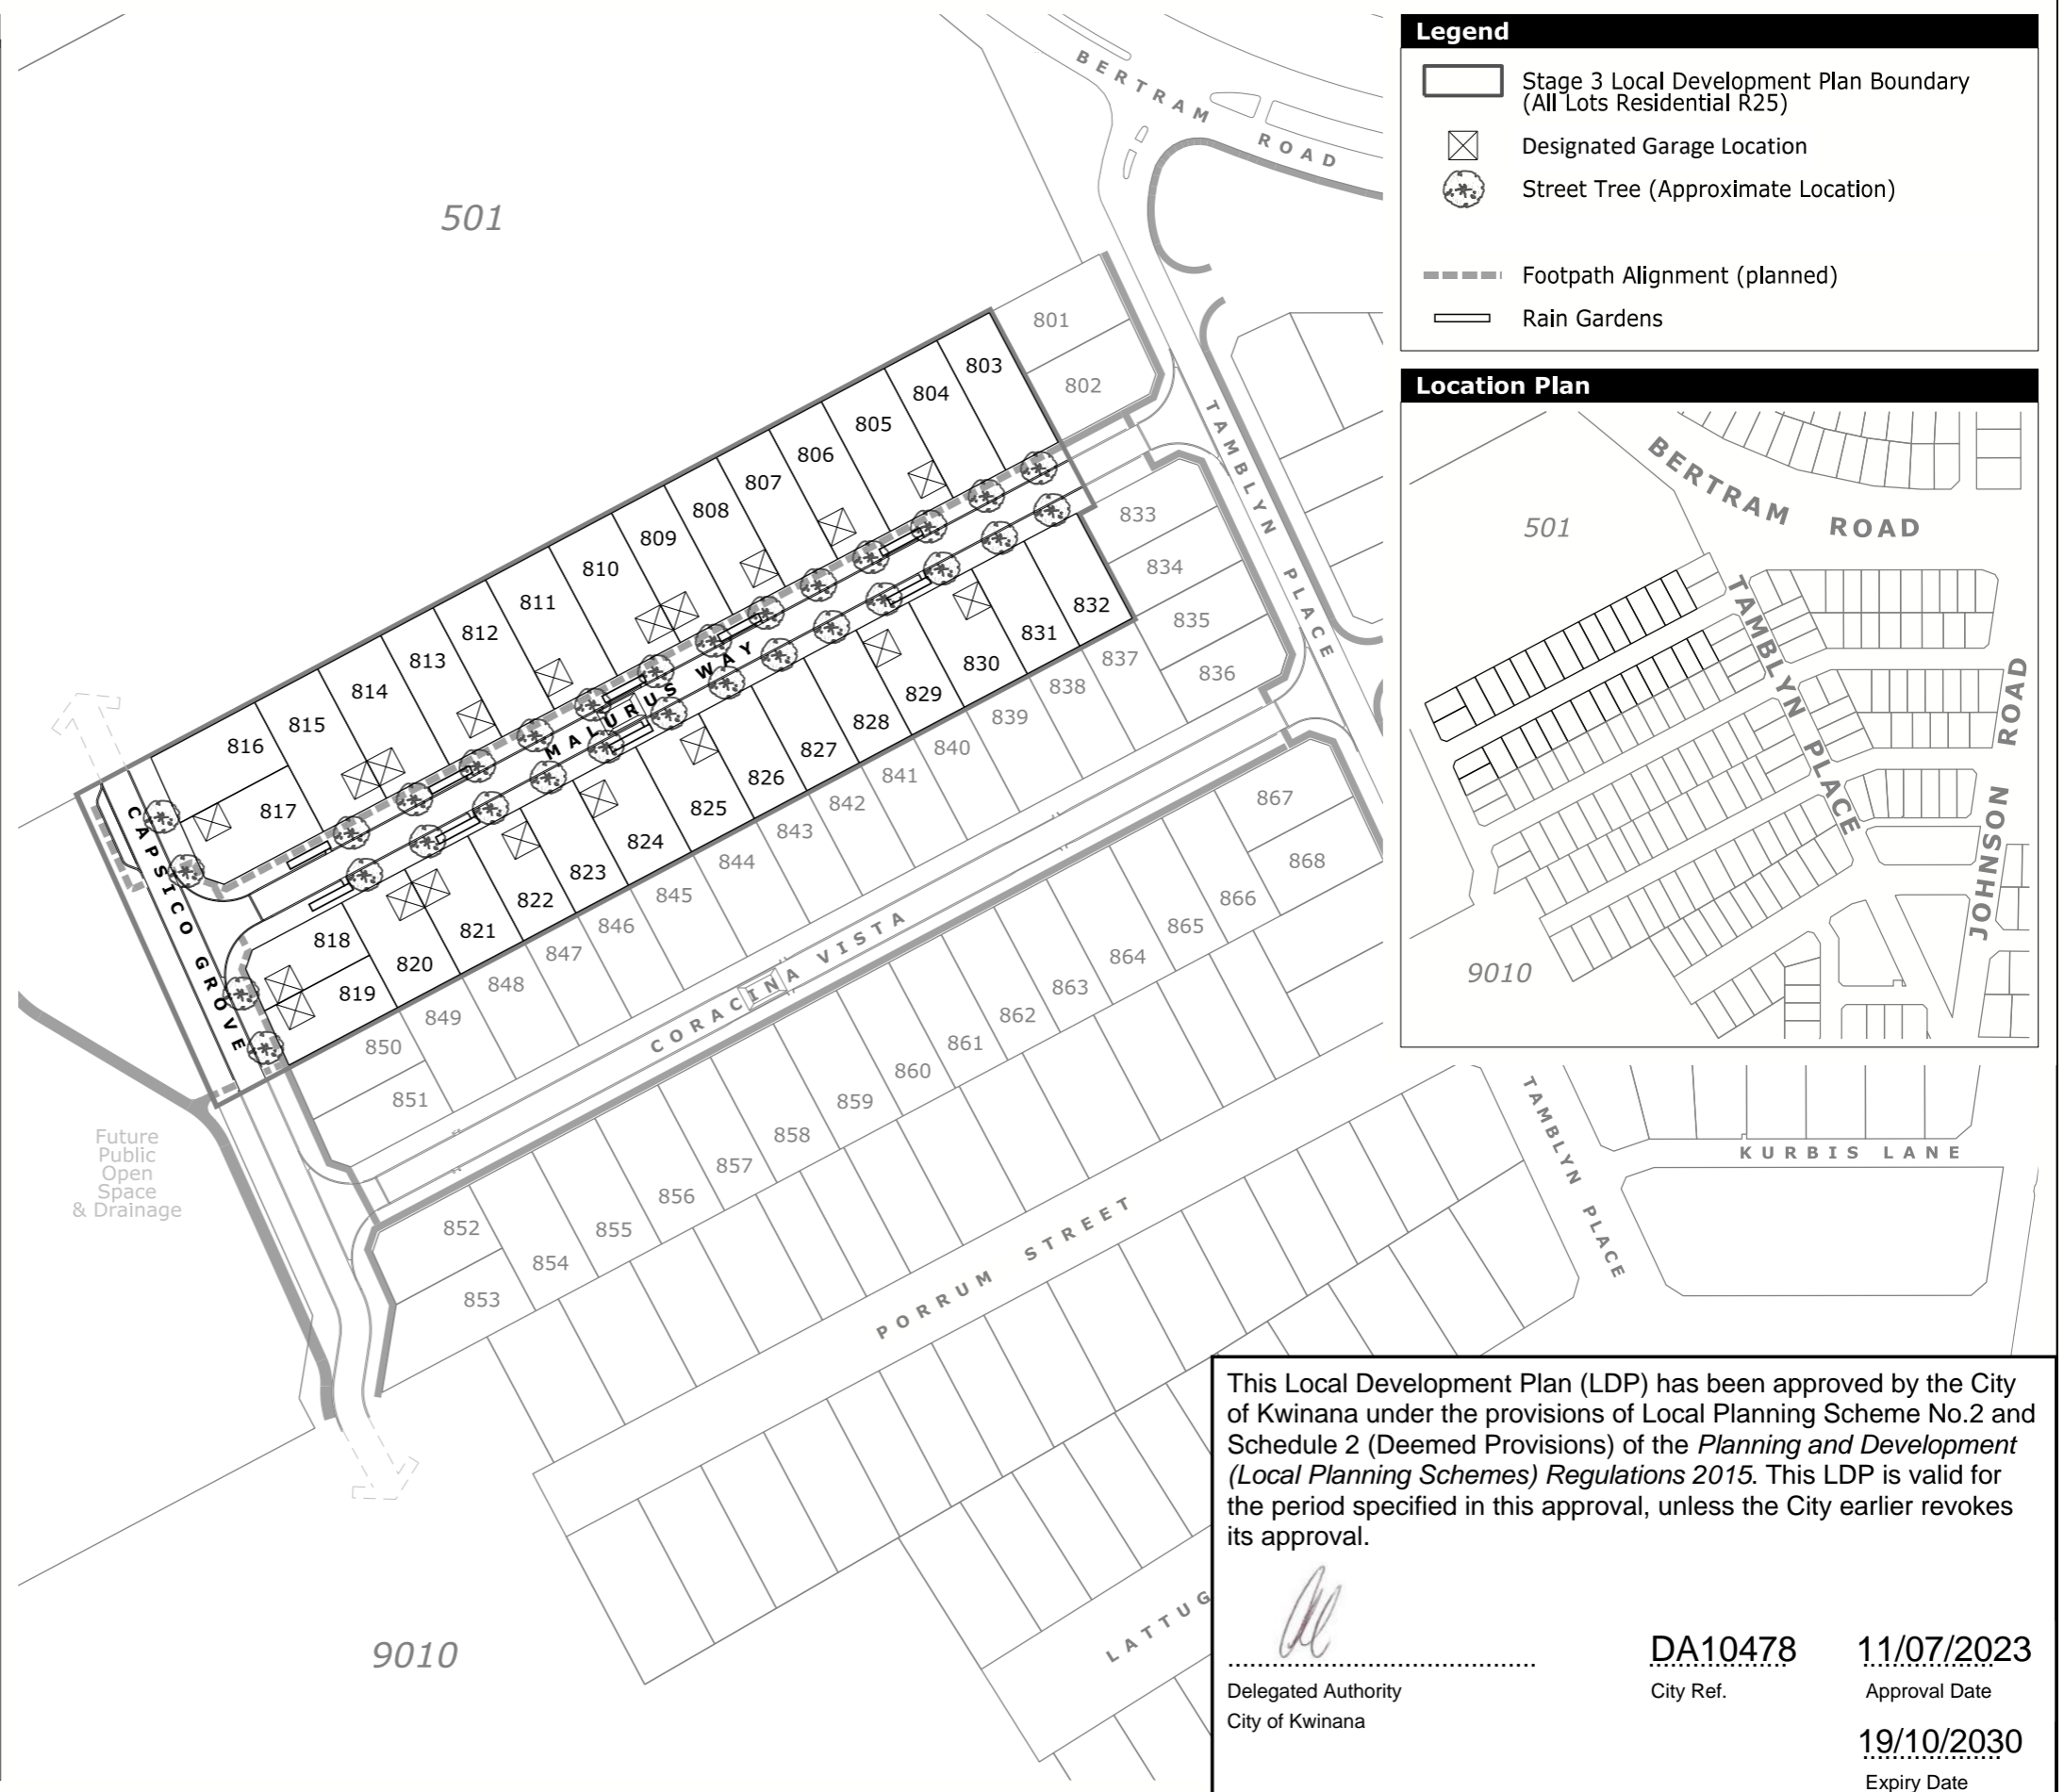 Legend
Stage 3 Local Development Plan Boundary
(All Lots Residential R25)
Designated Garage Location
Street Tree (Approximate Location)
Footpath Alignment (planned)
Rain Gardens
Location Plan
BERTRAM ROAD
501
TAMBLYN PLACE
JOHNSON ROAD
9010
BERTRAM ROAD
501
801
802
803
804
805
806
807
808
809
810
811
812
813
814
815
816
817
MALURUS WAY
CAPSICO GROVE
TAMBLYN PLACE
818
819
820
821
822
823
824
825
826
827
828
829
830
831
832
833
834
835
836
837
838
839
840
841
842
843
844
845
846
847
848
849
850
851
CORACINA VISTA
852
853
854
855
856
857
858
859
860
861
862
863
864
865
866
867
868
Future
Public
Open
Space
& Drainage
PORRUM STREET
TAMBLYN PLACE
KURBIS LANE
LATTUG
9010
This Local Development Plan (LDP) has been approved by the City
of Kwinana under the provisions of Local Planning Scheme No.2 and
Schedule 2 (Deemed Provisions) of the Planning and Development
(Local Planning Schemes) Regulations 2015. This LDP is valid for
the period specified in this approval, unless the City earlier revokes
its approval.
DA10478 11/07/2023
Delegated Authority City Ref. Approval Date
City of Kwinana
19/10/2030
Expiry Date